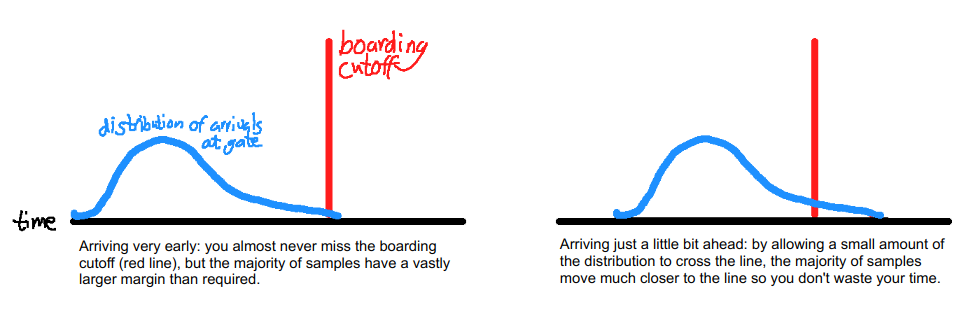 boarding
cutoff
distribution of arrivals
at gate
time
Arriving very early: you almost never miss the boarding
cutoff (red line), but the majority of samples have a vastly
larger margin than required.
Arriving just a little bit ahead: by allowing a small amount of
the distribution to cross the line, the majority of samples
move much closer to the line so you don't waste your time.